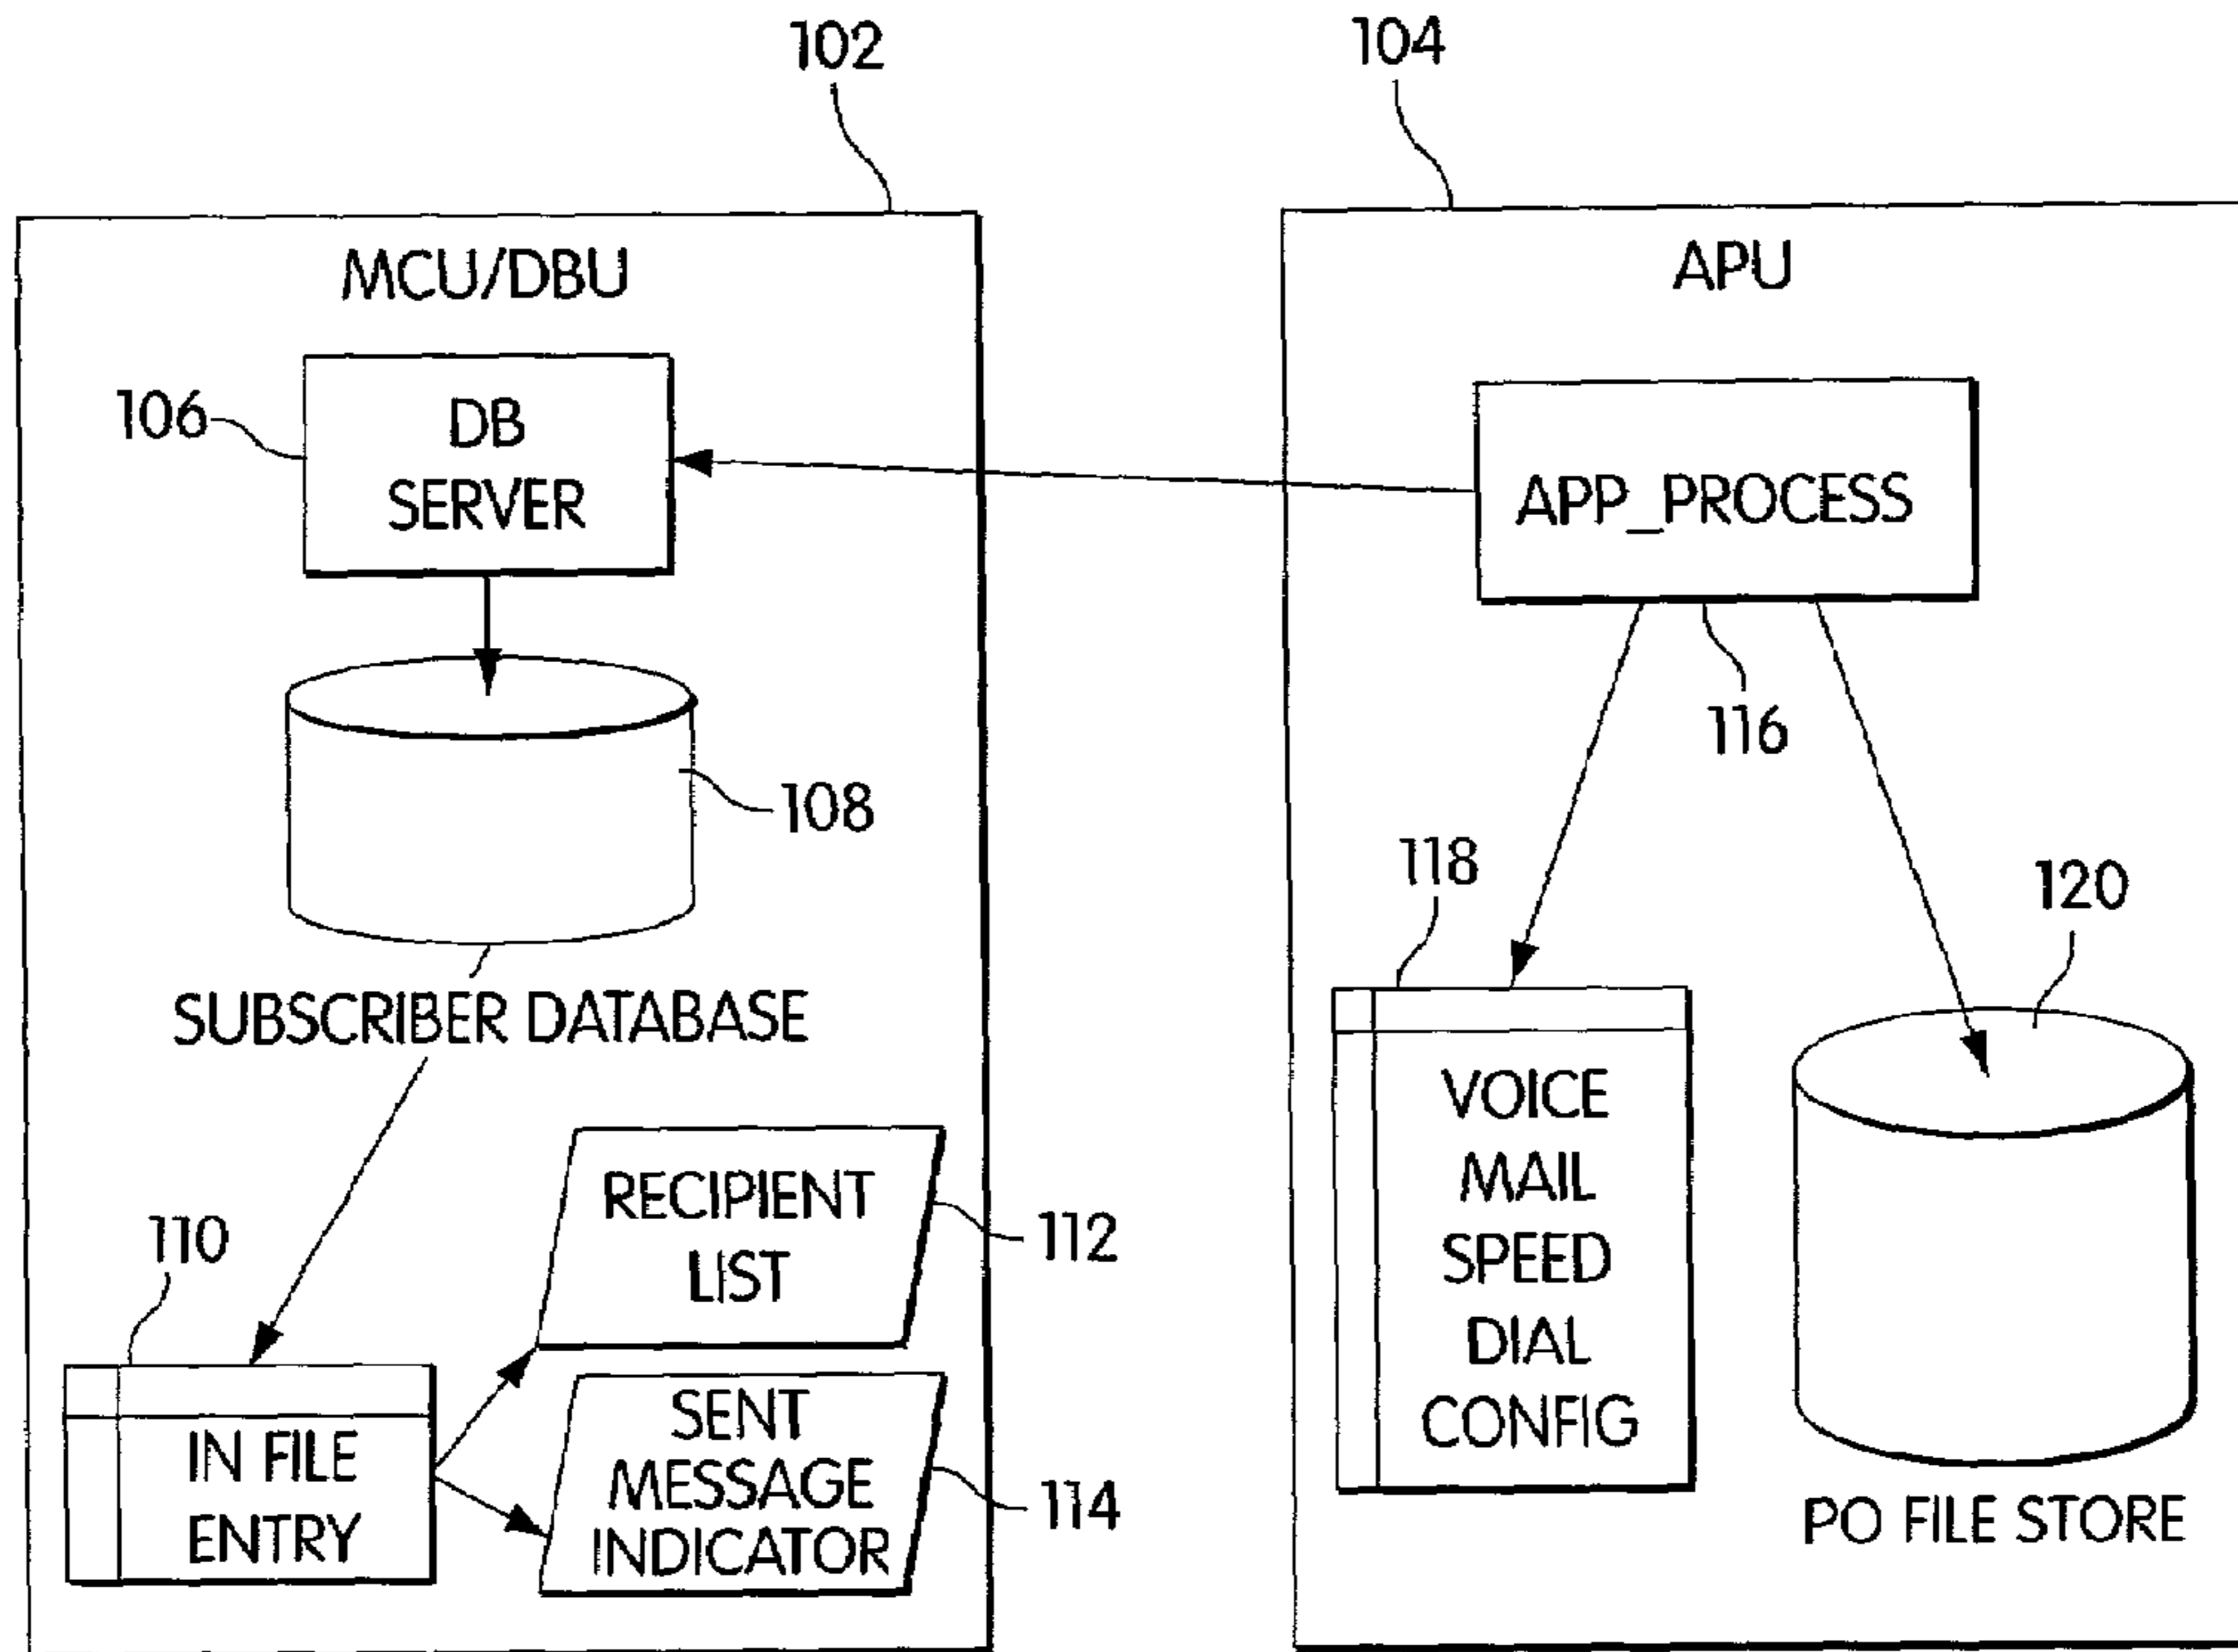 102
104
MCU/DBU
APU
106
DB
SERVER
APP_PROCESS
116
108
118
120
SUBSCRIBER DATABASE
VOICE
MAIL
SPEED
DIAL
CONFIG
RECIPIENT
LIST
112
110
IN FILE
ENTRY
SENT
MESSAGE
INDICATOR
114
PO FILE STORE